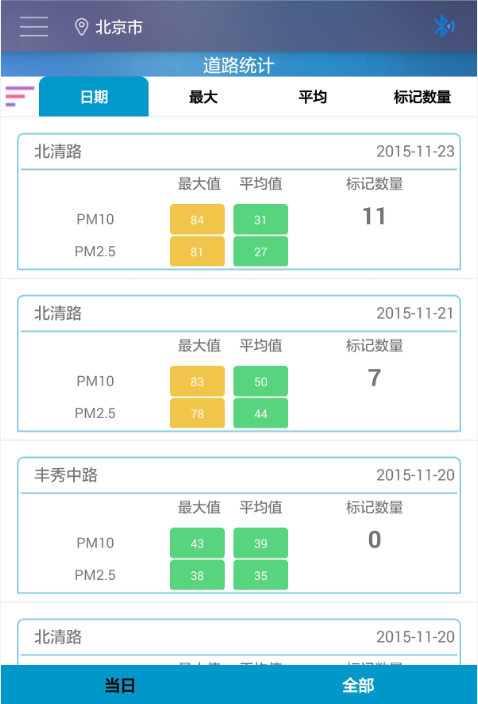 北京市
道路统计
日期 最大 平均 标记数量
北清路 2015-11-23
最大值 平均值 标记数量
PM10 84 31 11
PM2.5 81 27
北清路 2015-11-21
最大值 平均值 标记数量
PM10 83 50 7
PM2.5 78 44
丰秀中路 2015-11-20
最大值 平均值 标记数量
PM10 43 39 0
PM2.5 38 35
北清路 2015-11-20
当日 全部